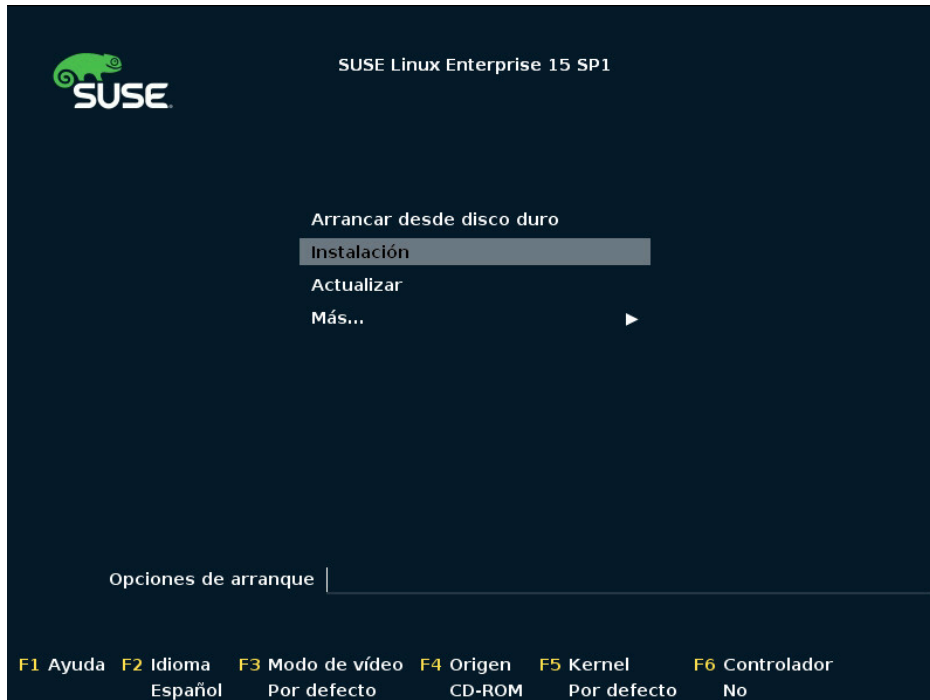 SUSE
SUSE Linux Enterprise 15 SP1
Arrancar desde disco duro
Instalación
Actualizar
Más...
Opciones de arranque
F1 Ayuda F2 Idioma F3 Modo de vídeo F4 Origen F5 Kernel F6 Controlador
Español Por defecto CD-ROM Por defecto No